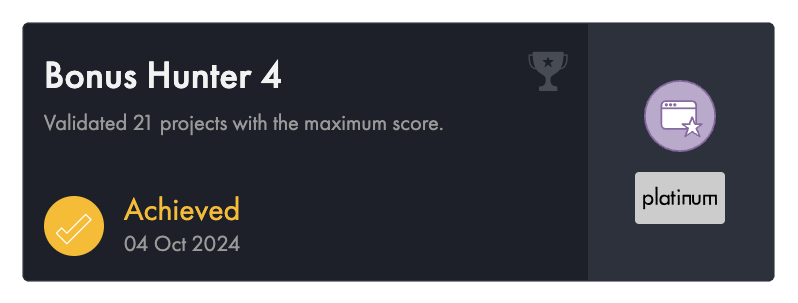 Bonus Hunter 4
Validated 21 projects with the maximum score.
Achieved
04 Oct 2024
platinum